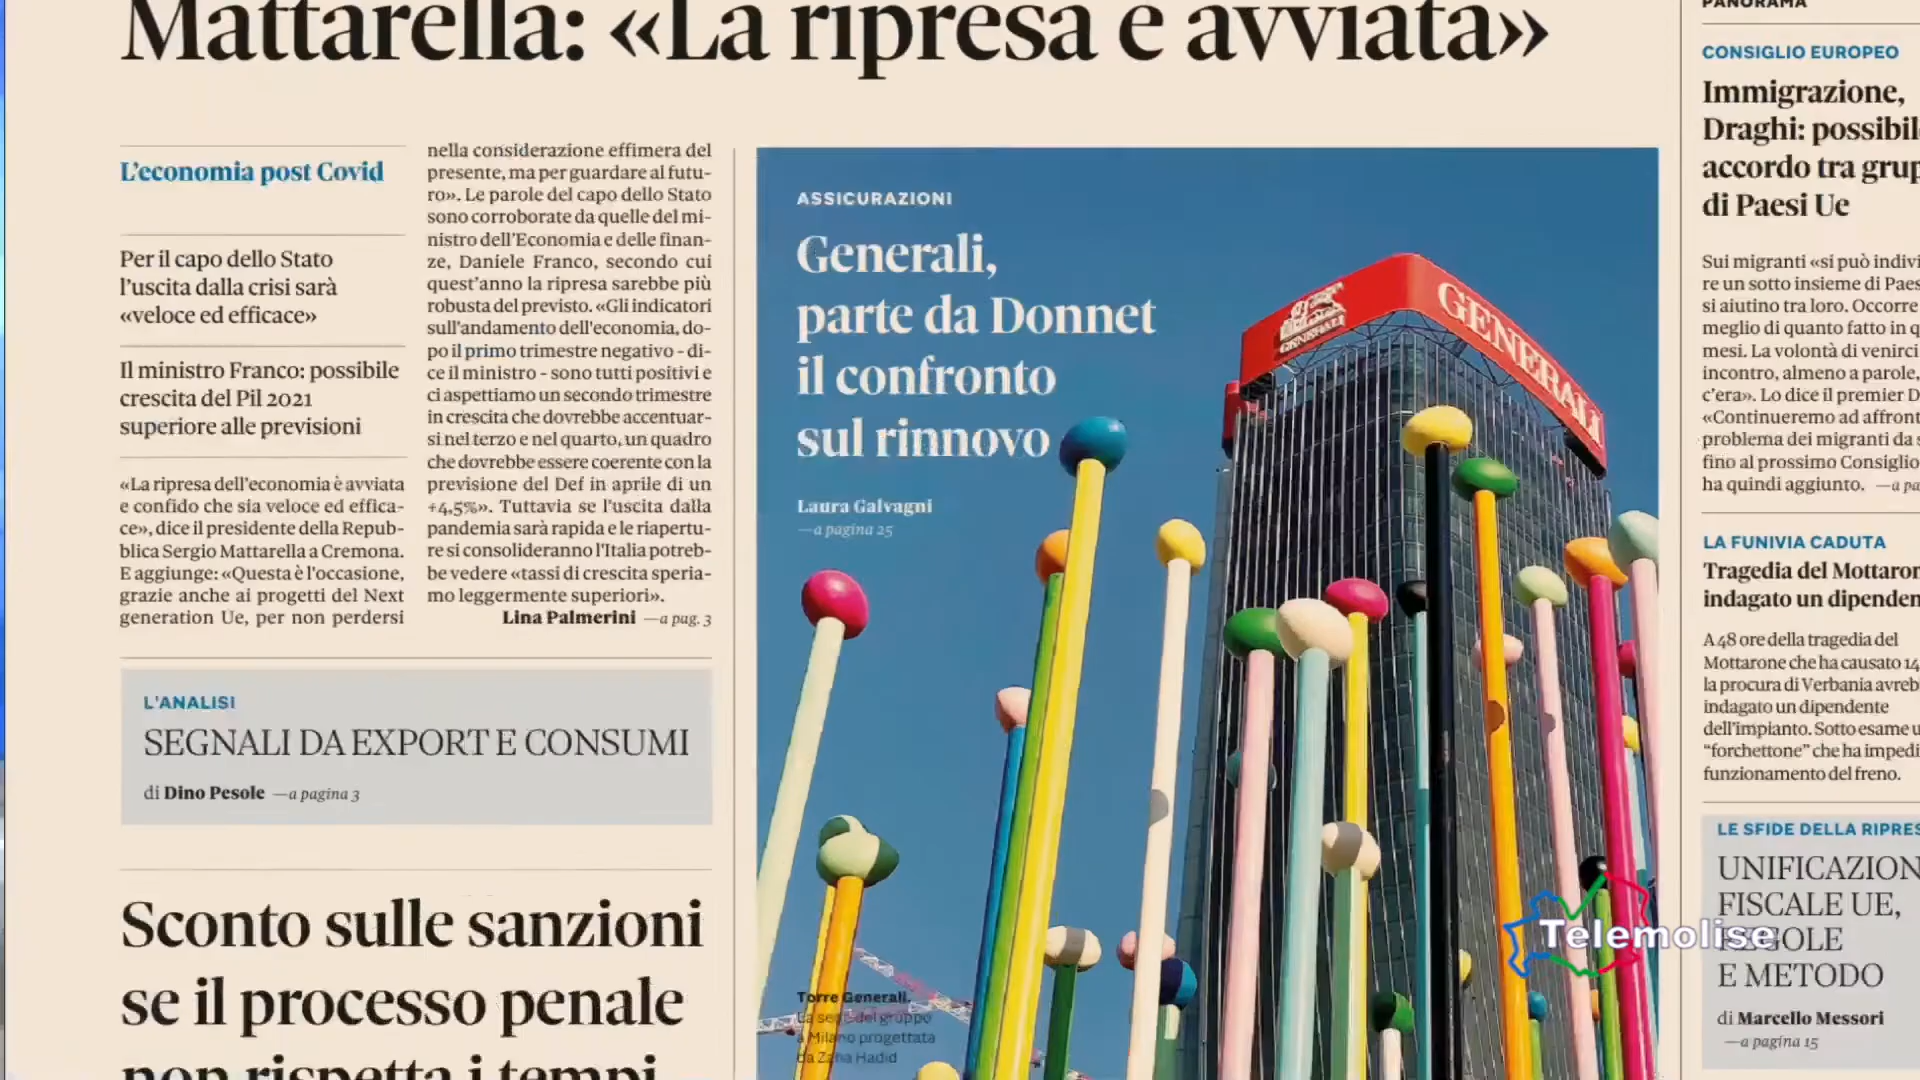 Mattarella: «La ripresa è avviata»
L'economia post Covid
Per il capo dello Stato
l'uscita dalla crisi sarà
«veloce ed efficace»
Il ministro Franco: possibile
crescita del Pil 2021
superiore alle previsioni
«La ripresa dell'economia è avviata
e confido che sia veloce ed effica-
ce», dice il presidente della Repub-
blica Sergio Mattarella a Cremona.
E aggiunge: «Questa è l'occasione,
grazie anche ai progetti del Next
generation Ue, per non perdersi
nella considerazione effimera del
presente, ma per guardare al futu-
ro». Le parole del capo dello Stato
sono corroborate da quelle del mi-
nistro dell'Economia e delle finan-
ze, Daniele Franco, secondo cui
quest'anno la ripresa sarebbe più
robusta del previsto. «Gli indicatori
sull'andamento dell'economia, do-
po il primo trimestre negativo - di-
ce il ministro - sono tutti positivi e
ci aspettiamo un secondo trimestre
in crescita che dovrebbe accentuar-
si nel terzo e nel quarto, un quadro
che dovrebbe essere coerente con la
previsione del Def in aprile di un
+4,5%». Tuttavia se l'uscita dalla
pandemia sarà rapida e le riapertu-
re si consolideranno l'Italia potreb-
be vedere «tassi di crescita speria-
mo leggermente superiori».
Lina Palmerini —a pag. 3
L'ANALISI
SEGNALI DA EXPORT E CONSUMI
di Dino Pesole —a pagina 3
Sconto sulle sanzioni
se il processo penale
non rispetta i tempi
ASSICURAZIONI
Generali,
parte da Donnet
il confronto
sul rinnovo
Laura Galvagni
—a pagina 25
GENERALI
GENERALI
Torre Generali.
La sede del gruppo
a Milano progettata
da Zaha Hadid
PANORAMA
CONSIGLIO EUROPEO
Immigrazione,
Draghi: possibil
accordo tra grup
di Paesi Ue
Sui migranti «si può indivi
re un sotto insieme di Paes
si aiutino tra loro. Occorre
meglio di quanto fatto in q
mesi. La volontà di venirci
incontro, almeno a parole,
c'era». Lo dice il premier D
«Continueremo ad affront
problema dei migranti da s
fino al prossimo Consiglio
ha quindi aggiunto. —a pa
LA FUNIVIA CADUTA
Tragedia del Mottaron
indagato un dipenden
A 48 ore della tragedia del
Mottarone che ha causato 14
la procura di Verbania avreb
indagato un dipendente
dell'impianto. Sotto esame u
"forchettone" che ha impedi
funzionamento del freno.
LE SFIDE DELLA RIPRES
UNIFICAZION
FISCALE UE,
REGOLE
E METODO
di Marcello Messori
—a pagina 15
Telemolise